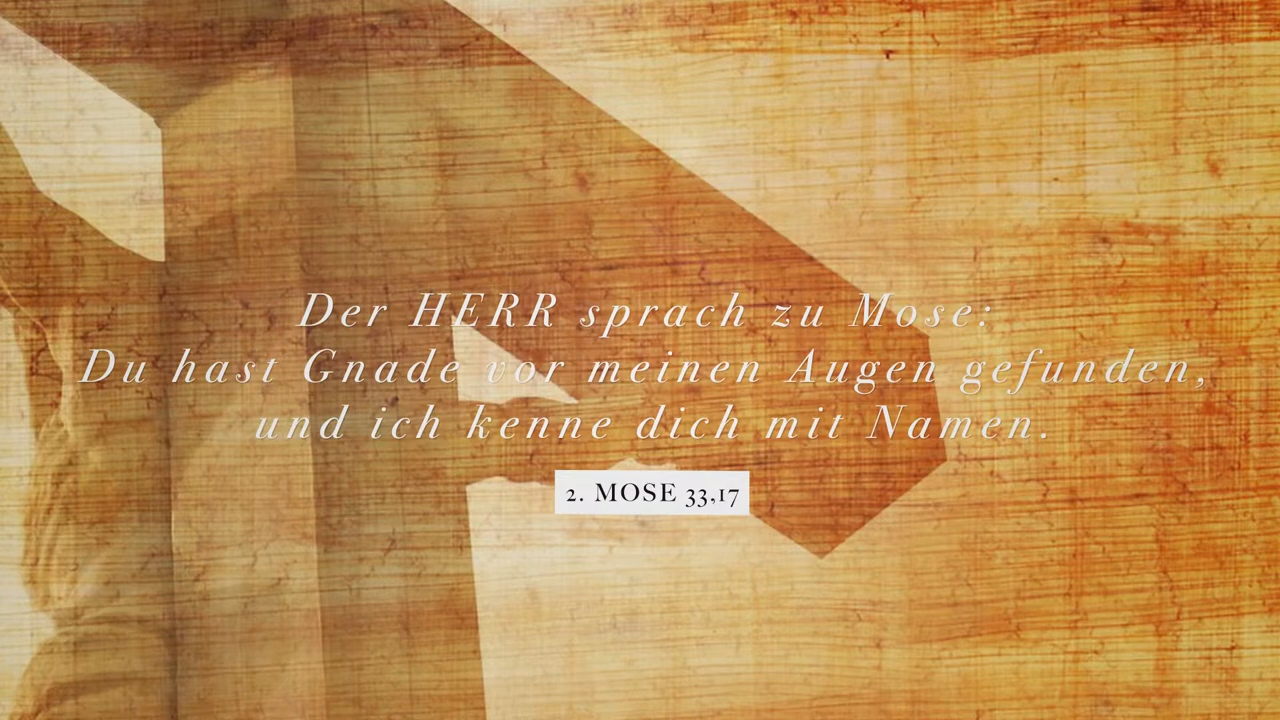 Der HERR sprach zu Mose:
Du hast Gnade vor meinen Augen gefunden,
und ich kenne dich mit Namen.
2. MOSE 33,17